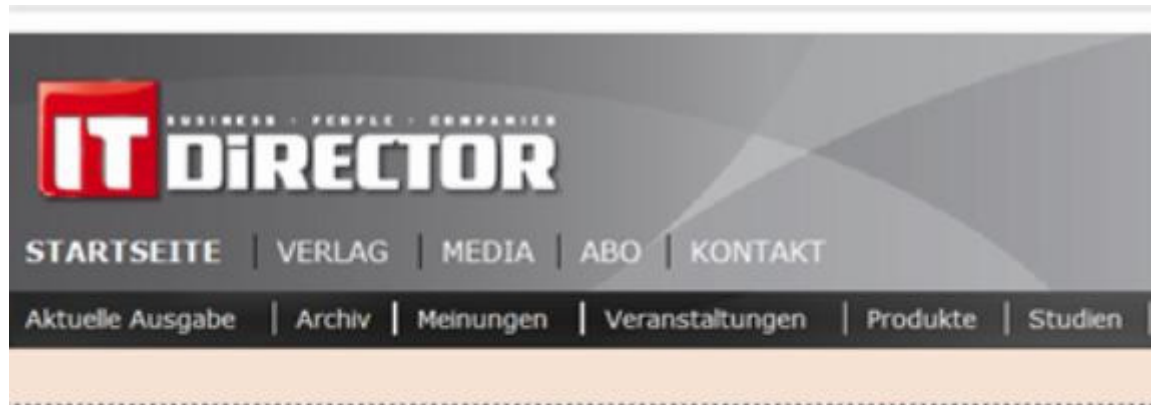 BUSINESS · PEOPLE · COMPANIES
IT DiRECTOR
STARTSEITE | VERLAG | MEDIA | ABO | KONTAKT
Aktuelle Ausgabe | Archiv | Meinungen | Veranstaltungen | Produkte | Studien |